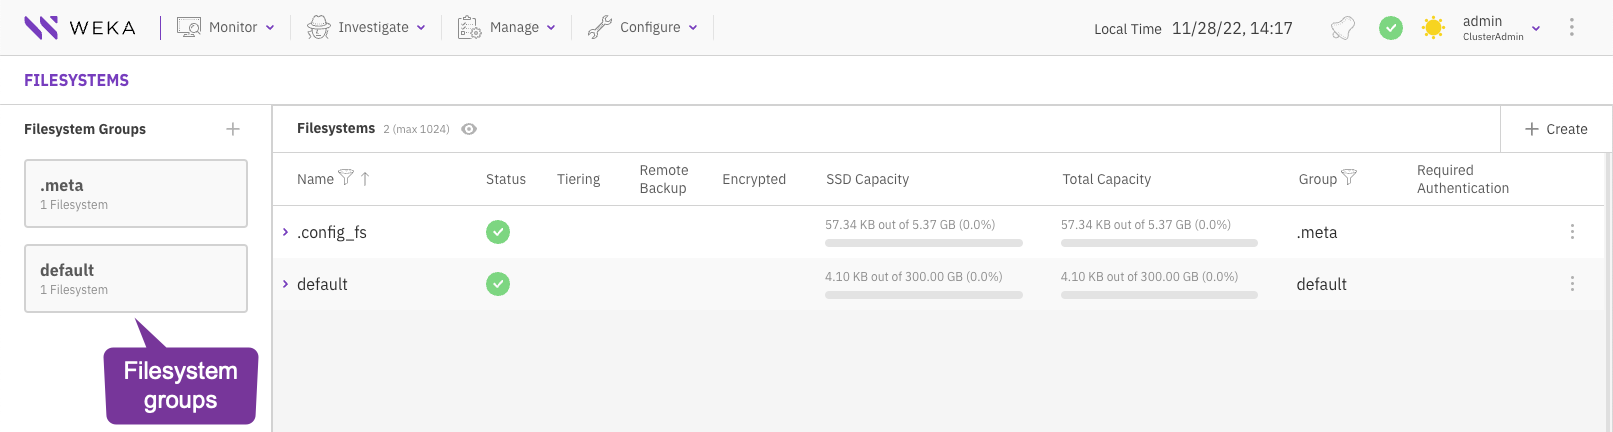 WEKA
Monitor
Investigate
Manage
Configure
Local Time 11/28/22, 14:17
admin
ClusterAdmin
FILESYSTEMS
Filesystem Groups
.meta
1 Filesystem
default
1 Filesystem
Filesystem
groups
Filesystems 2 (max 1024)
Create
Name
Status
Tiering
Remote
Backup
Encrypted
SSD Capacity
Total Capacity
Group
Required
Authentication
.config_fs
57.34 KB out of 5.37 GB (0.0%)
57.34 KB out of 5.37 GB (0.0%)
.meta
default
4.10 KB out of 300.00 GB (0.0%)
4.10 KB out of 300.00 GB (0.0%)
default